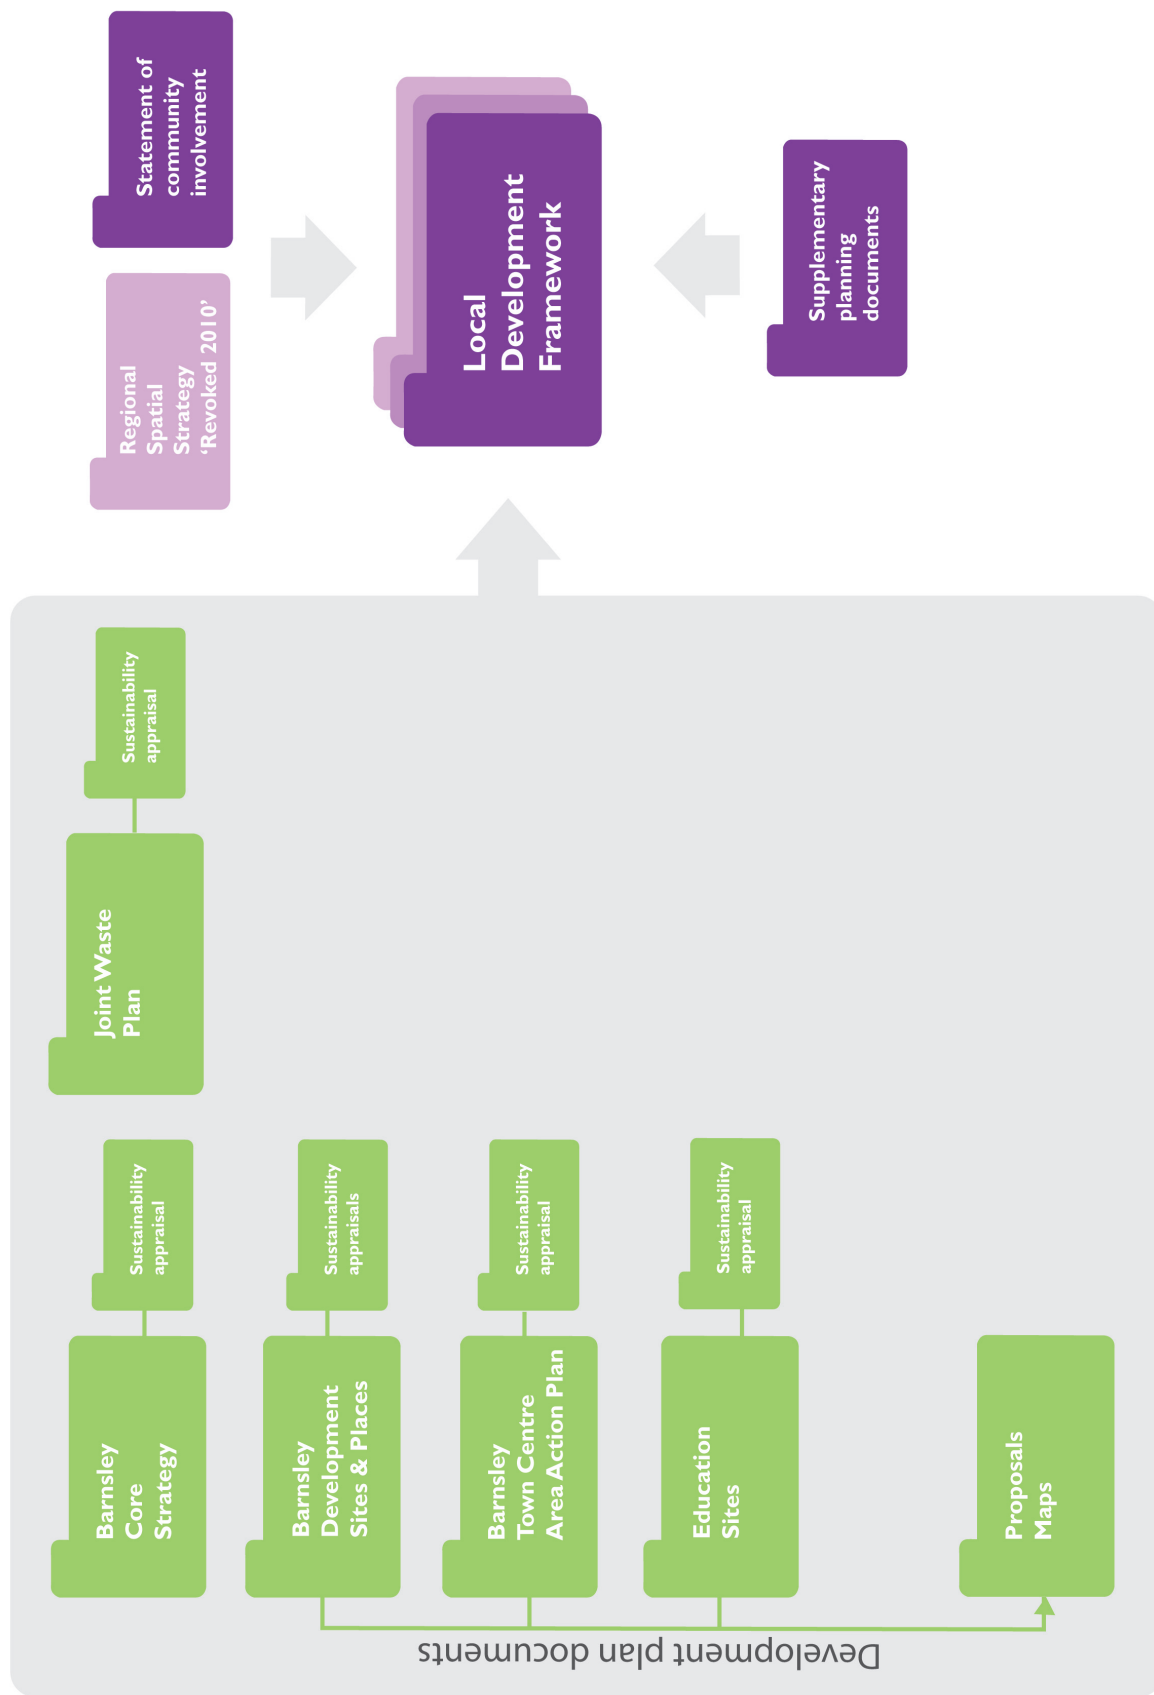 Barnsley
Core
Strategy
Sustainability
appraisal
Joint Waste
Plan
Sustainability
appraisal
Regional
Spatial
Strategy
‘Revoked 2010’
Statement of
community
involvement
Barnsley
Development
Sites & Places
Sustainability
appraisals
Barnsley
Town Centre
Area Action Plan
Sustainability
appraisal
Local
Development
Framework
Education
Sites
Sustainability
appraisal
Supplementary
planning
documents
Proposals
Maps
Development plan documents